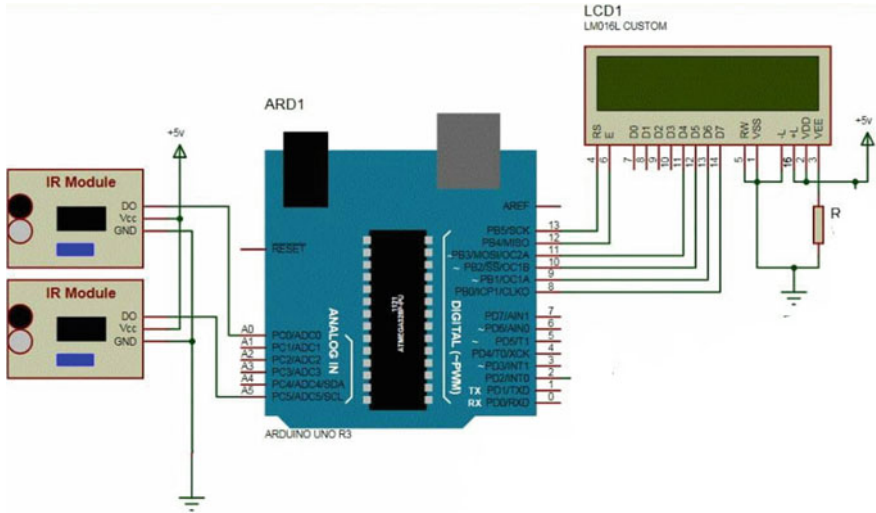 LCD1
LM016L CUSTOM
RS E D0 D1 D2 D3 D4 D5 D6 D7 RW VSS -L +L VDD VEE
4 6 7 8 9 10 11 12 13 14 5 1 16 2 3
+5v
R
ARD1
+5v
IR Module
DO
Vcc
GND
IR Module
DO
Vcc
GND
RESET
AREF
PB5/SCK 13
PB4/MISO 12
~PB3/MOSI/OC2A 11
~ PB2/SS/OC1B 10
~ PB1/OC1A 9
PB0/ICP1/CLKO 8
1121
ATMEGA328P-PU
ANALOG IN
DIGITAL (~PWM)
A0 PC0/ADC0
A1 PC1/ADC1
A2 PC2/ADC2
A3 PC3/ADC3
A4 PC4/ADC4/SDA
A5 PC5/ADC5/SCL
PD7/AIN1 7
~ PD6/AIN0 6
~ PD5/T1 5
PD4/T0/XCK 4
~ PD3/INT1 3
PD2/INT0 2
TX PD1/TXD 1
RX PD0/RXD 0
ARDUINO UNO R3